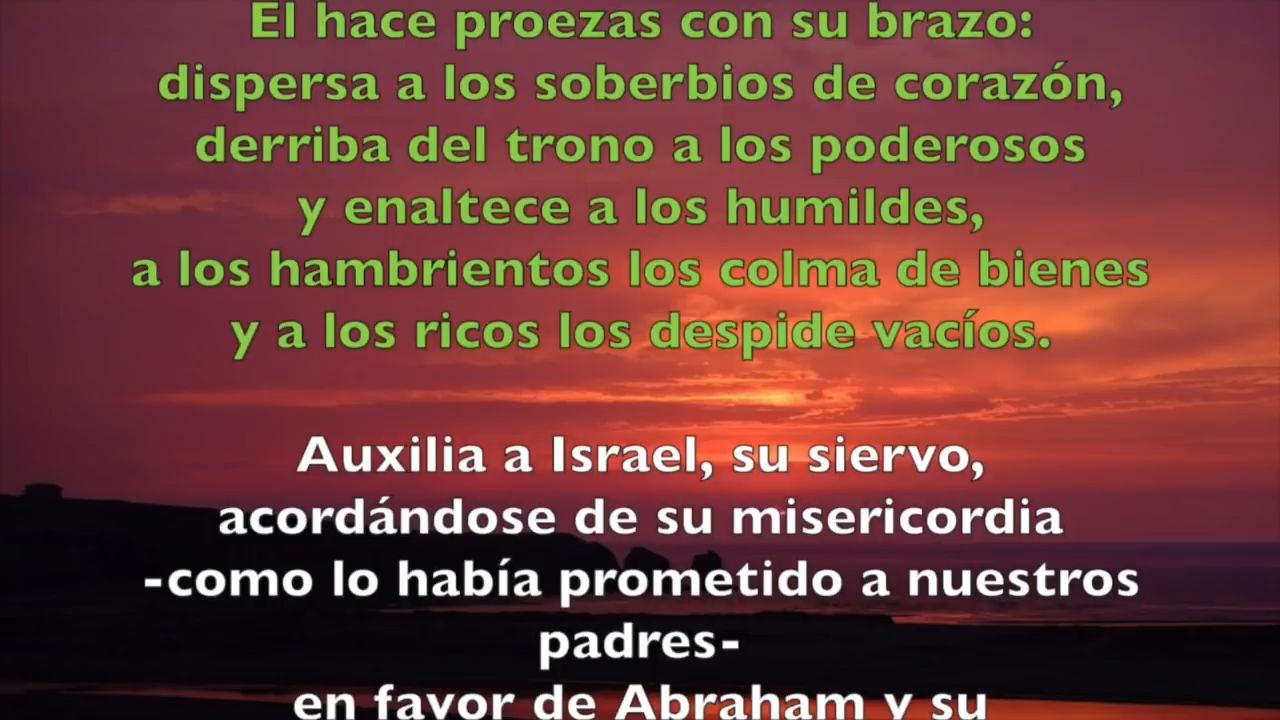 El hace proezas con su brazo:
dispersa a los soberbios de corazón,
derriba del trono a los poderosos
y enaltece a los humildes,
a los hambrientos los colma de bienes
y a los ricos los despide vacíos.
Auxilia a Israel, su siervo,
acordándose de su misericordia
-como lo había prometido a nuestros
padres-
en favor de Abraham y su